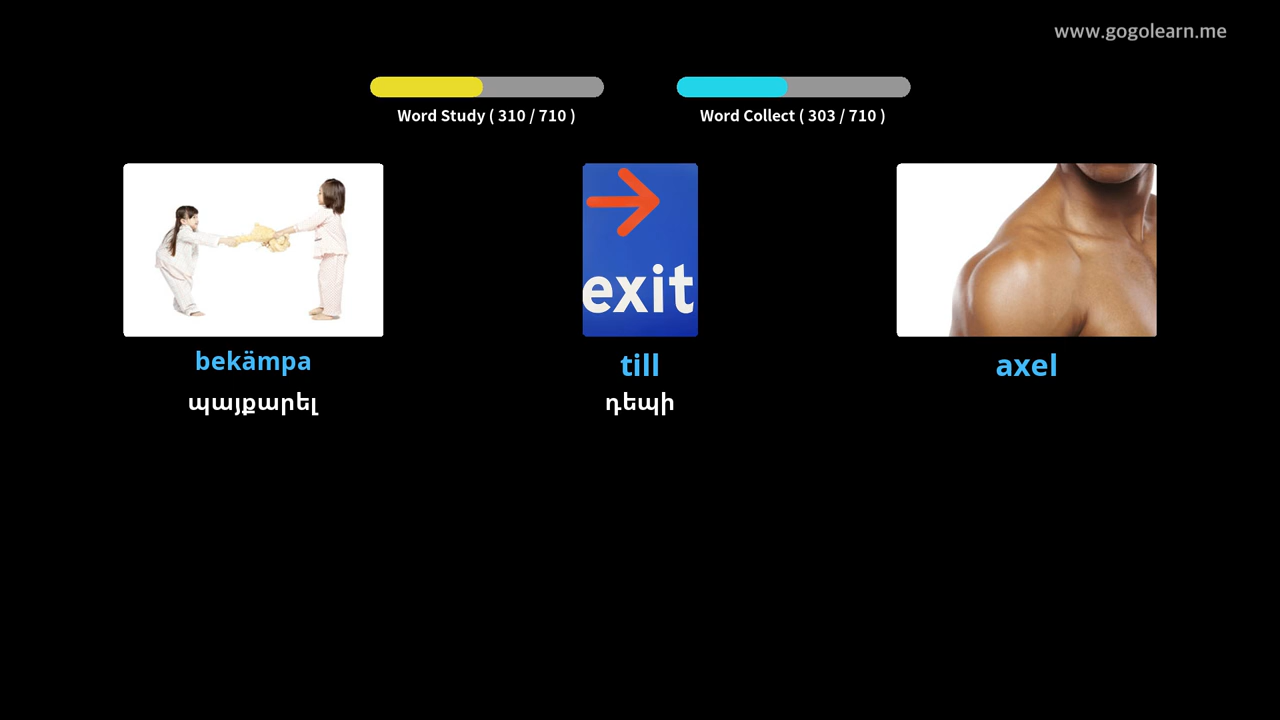 www.gogolearn.me
Word Study ( 310 / 710 )
Word Collect ( 303 / 710 )
exit
bekämpa
till
axel
պայքարել
դեպի